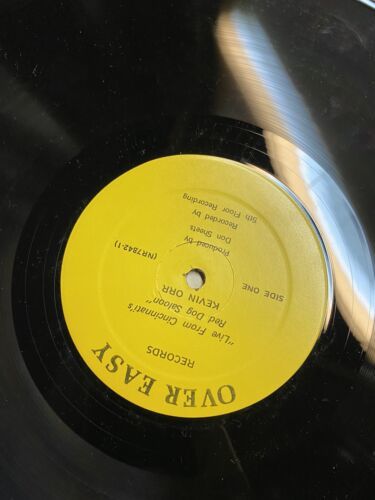 OVER EASY
RECORDS
"Live From Cincinnati's
Red Dog Saloon"
KEVIN ORR
SIDE ONE
(NR7842-1)
Produced by
Don Sheets
Recorded by
5th Floor Recording